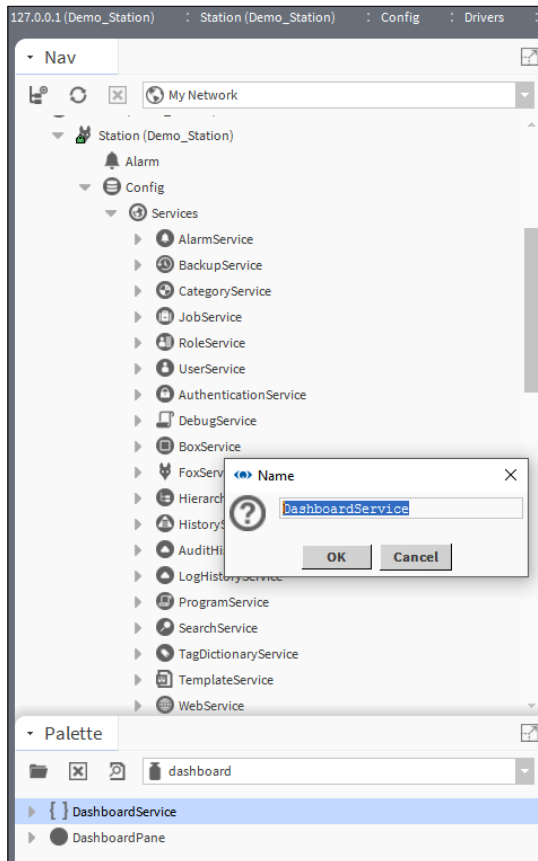 127.0.0.1 (Demo_Station) : Station (Demo_Station) : Config : Drivers :
Nav
My Network
Station (Demo_Station)
Alarm
Config
Services
AlarmService
BackupService
CategoryService
JobService
RoleService
UserService
AuthenticationService
DebugService
BoxService
FoxServ
Name
DashboardService
OK Cancel
Hierarch
HistoryS
AuditHi
LogHistoryService
ProgramService
SearchService
TagDictionaryService
TemplateService
WebService
Palette
dashboard
{ } DashboardService
DashboardPane